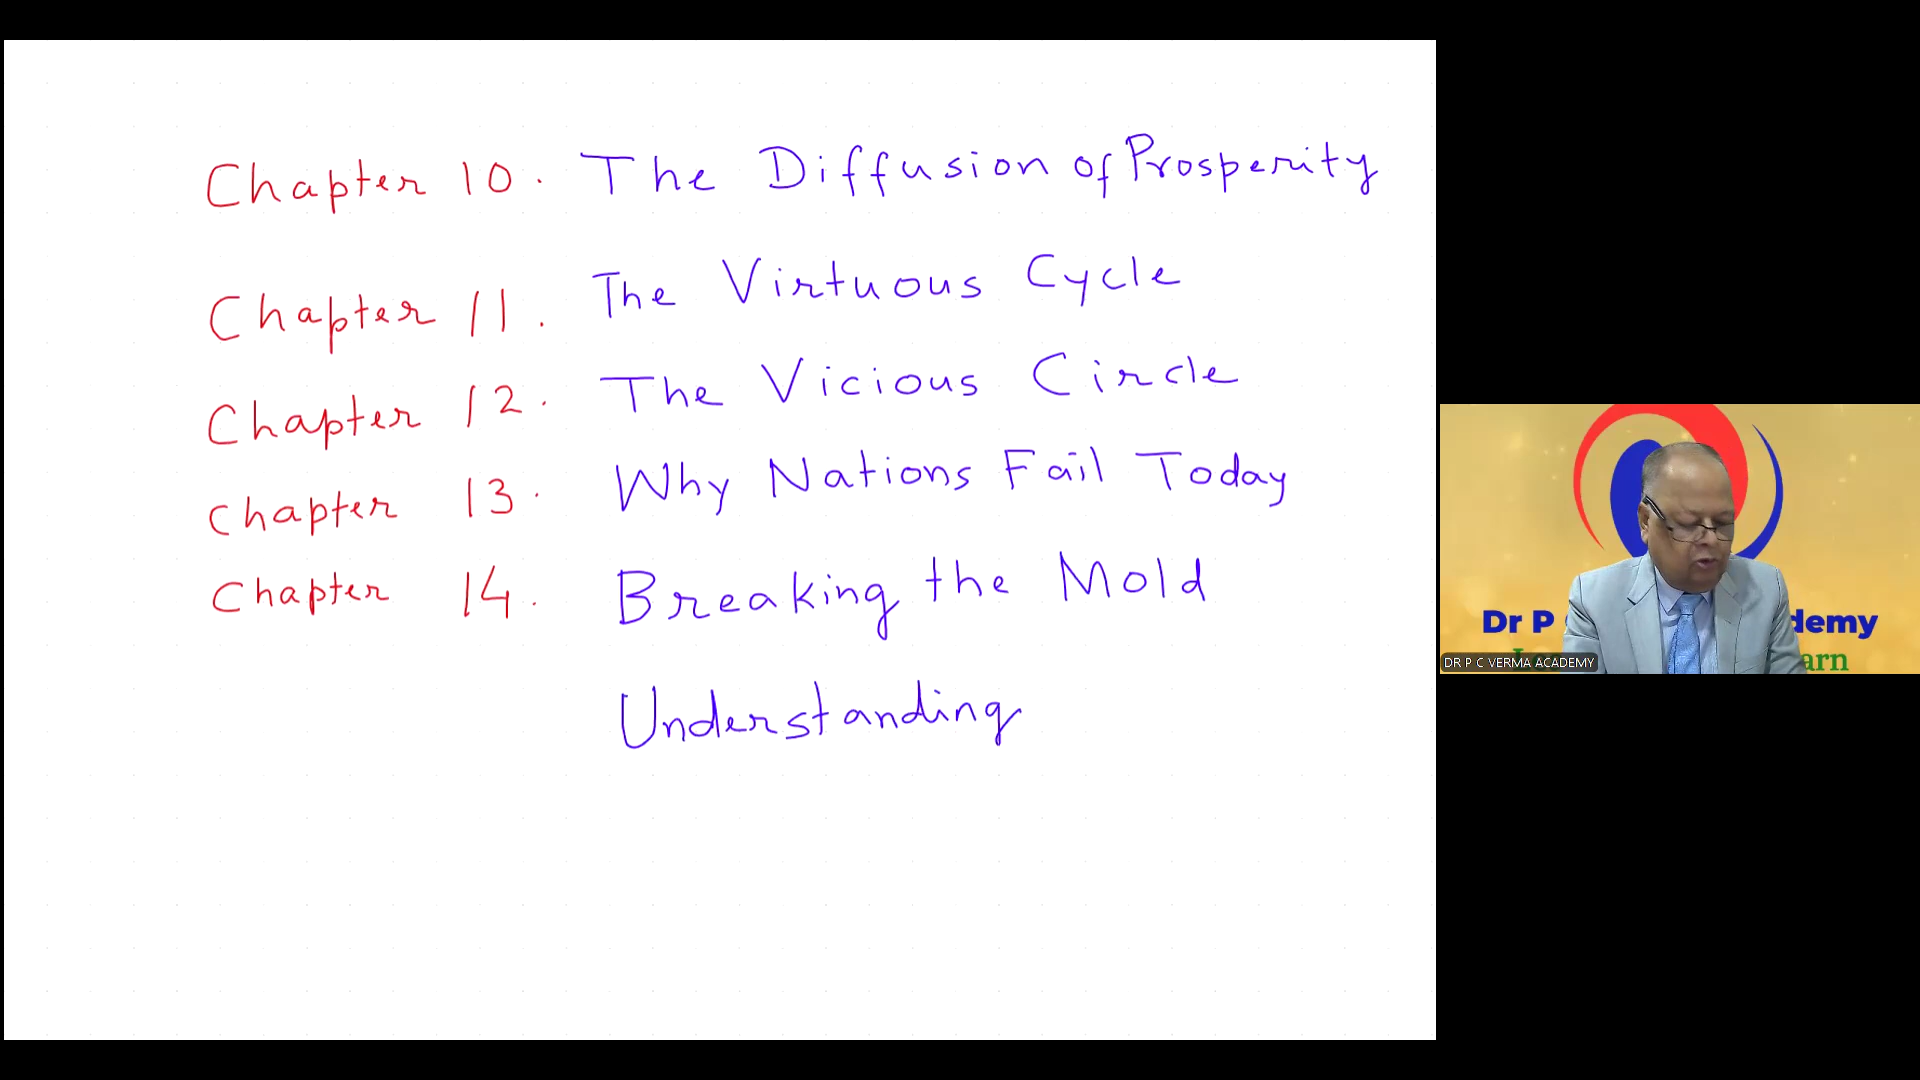 Chapter 10. The Diffusion of Prosperity
Chapter 11. The Virtuous Cycle
Chapter 12. The Vicious Circle
Chapter 13. Why Nations Fail Today
Chapter 14. Breaking the Mold
Understanding
Dr P demy
arn
DR P C VERMA ACADEMY